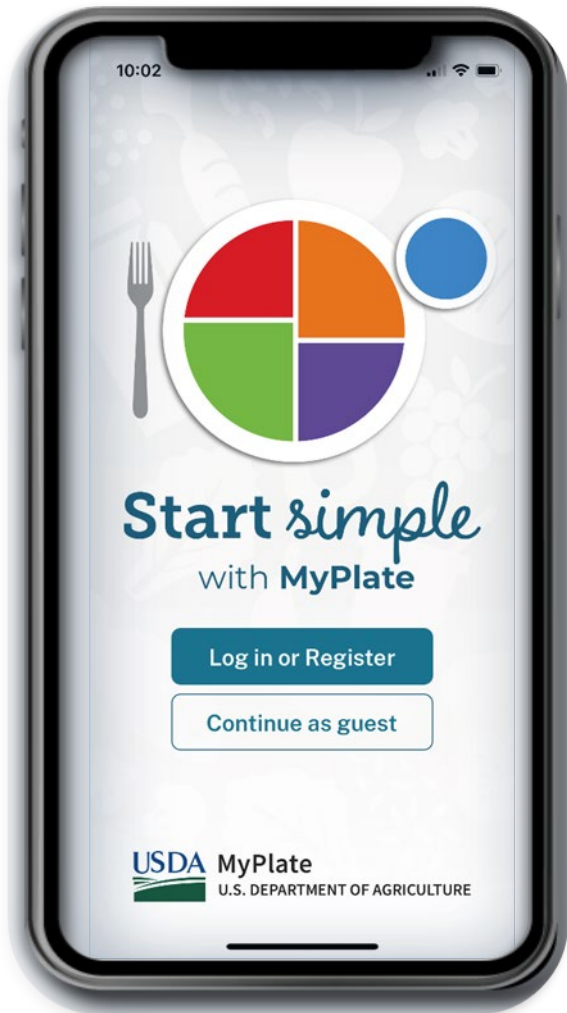 10:02
Start simple
with MyPlate
Log in or Register
Continue as guest
USDA MyPlate
U.S. DEPARTMENT OF AGRICULTURE